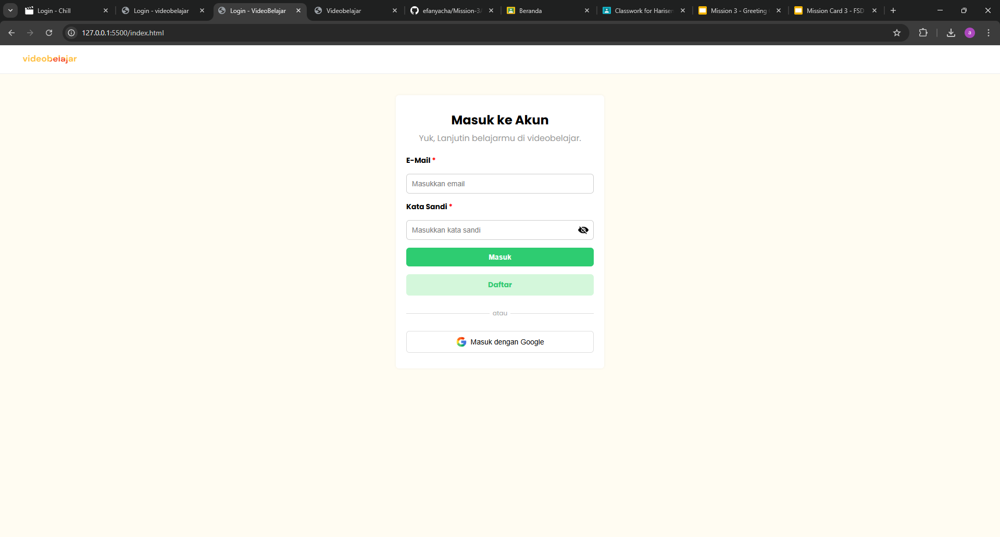 Login - Chill
Login - videobelajar
Login - VideoBelajar
Videobelajar
efanyacha/Mission-3/
Beranda
Classwork for Harisen
Mission 3 - Greeting
Mission Card 3 - FSD
127.0.0.1:5500/index.html
a
videobelajar
Masuk ke Akun
Yuk, Lanjutin belajarmu di videobelajar.
E-Mail *
Masukkan email
Kata Sandi *
Masukkan kata sandi
Masuk
Daftar
atau
Masuk dengan Google